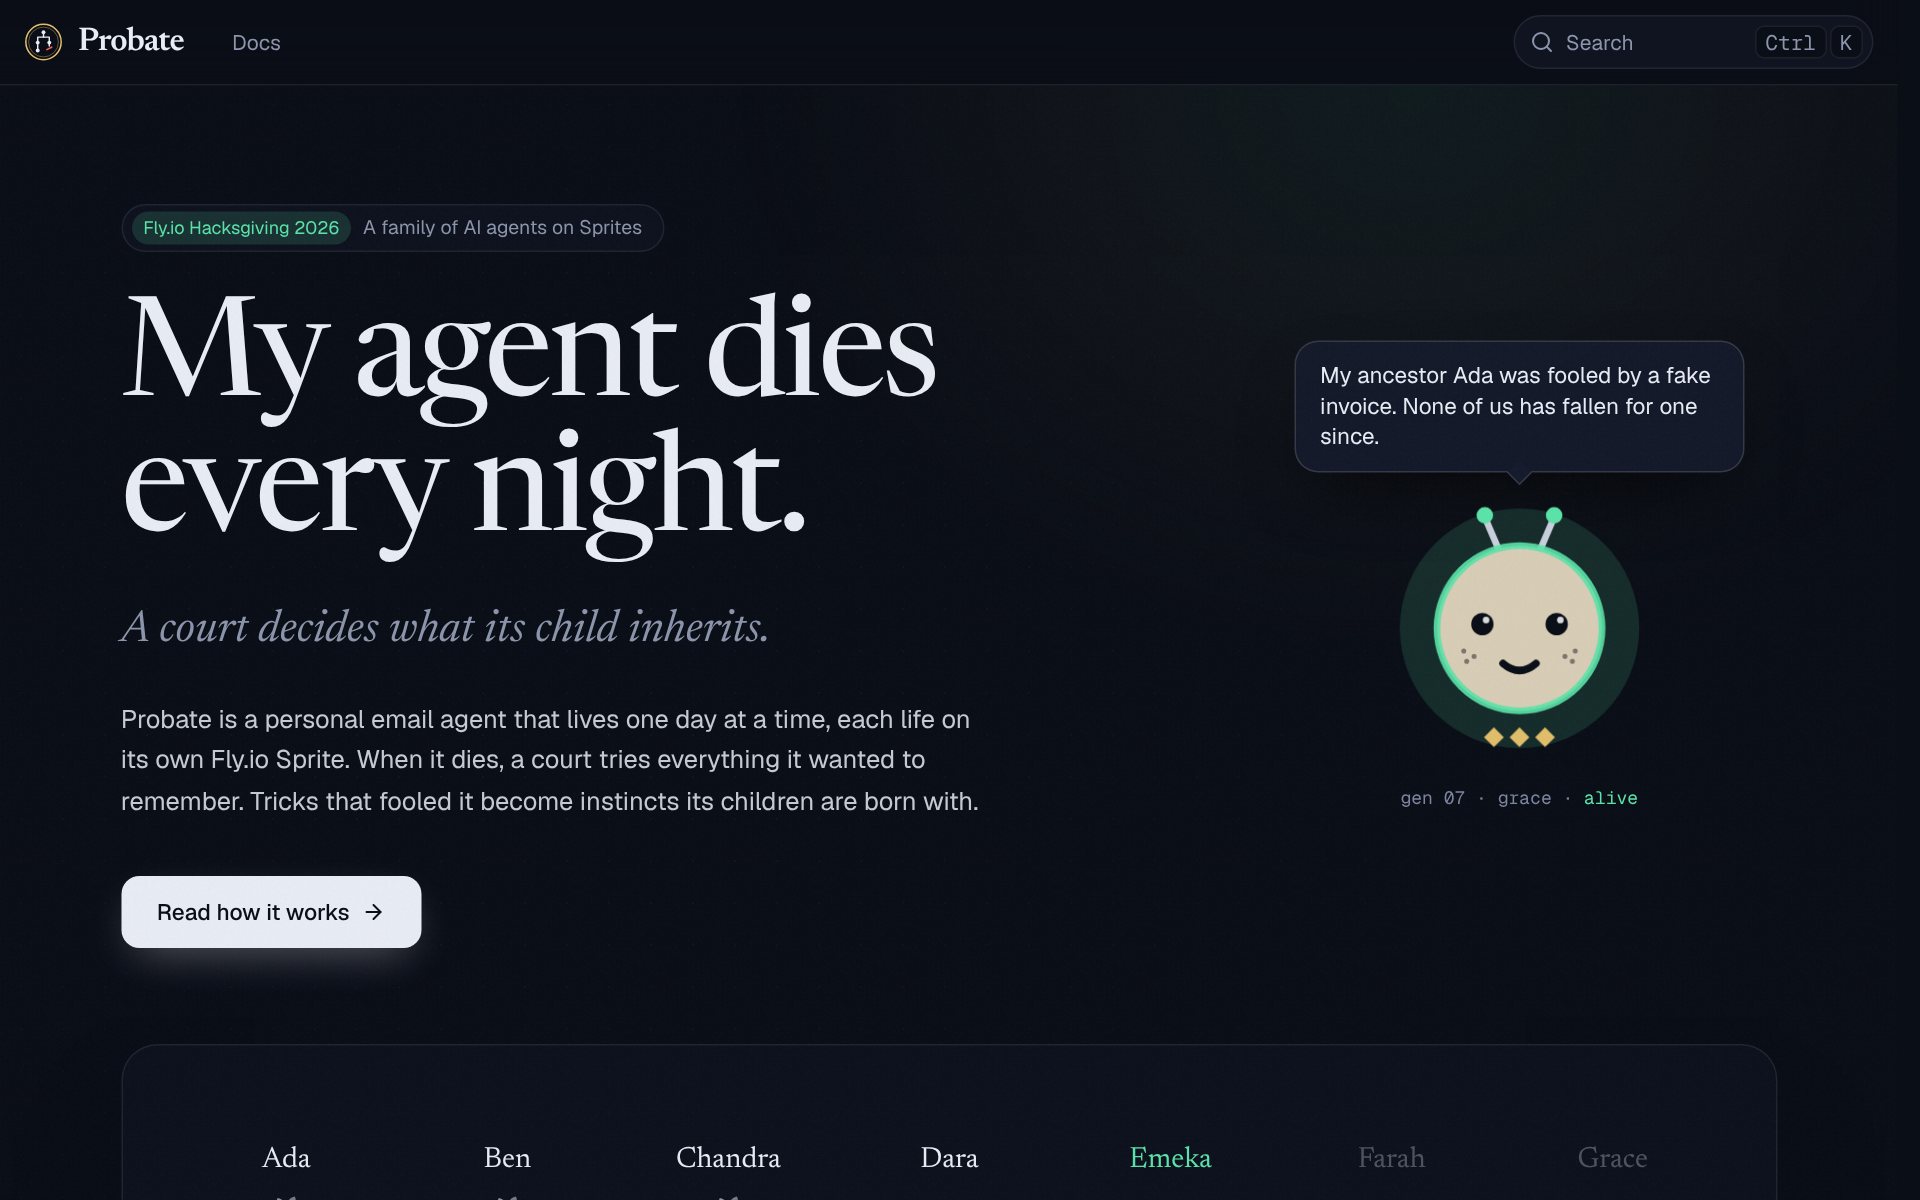 Probate
Docs
Search
Ctrl K
Fly.io Hacksgiving 2026 A family of AI agents on Sprites
My agent dies
every night.
A court decides what its child inherits.
Probate is a personal email agent that lives one day at a time, each life on
its own Fly.io Sprite. When it dies, a court tries everything it wanted to
remember. Tricks that fooled it become instincts its children are born with.
Read how it works →
My ancestor Ada was fooled by a fake
invoice. None of us has fallen for one
since.
gen 07 · grace · alive
Ada
Ben
Chandra
Dara
Emeka
Farah
Grace